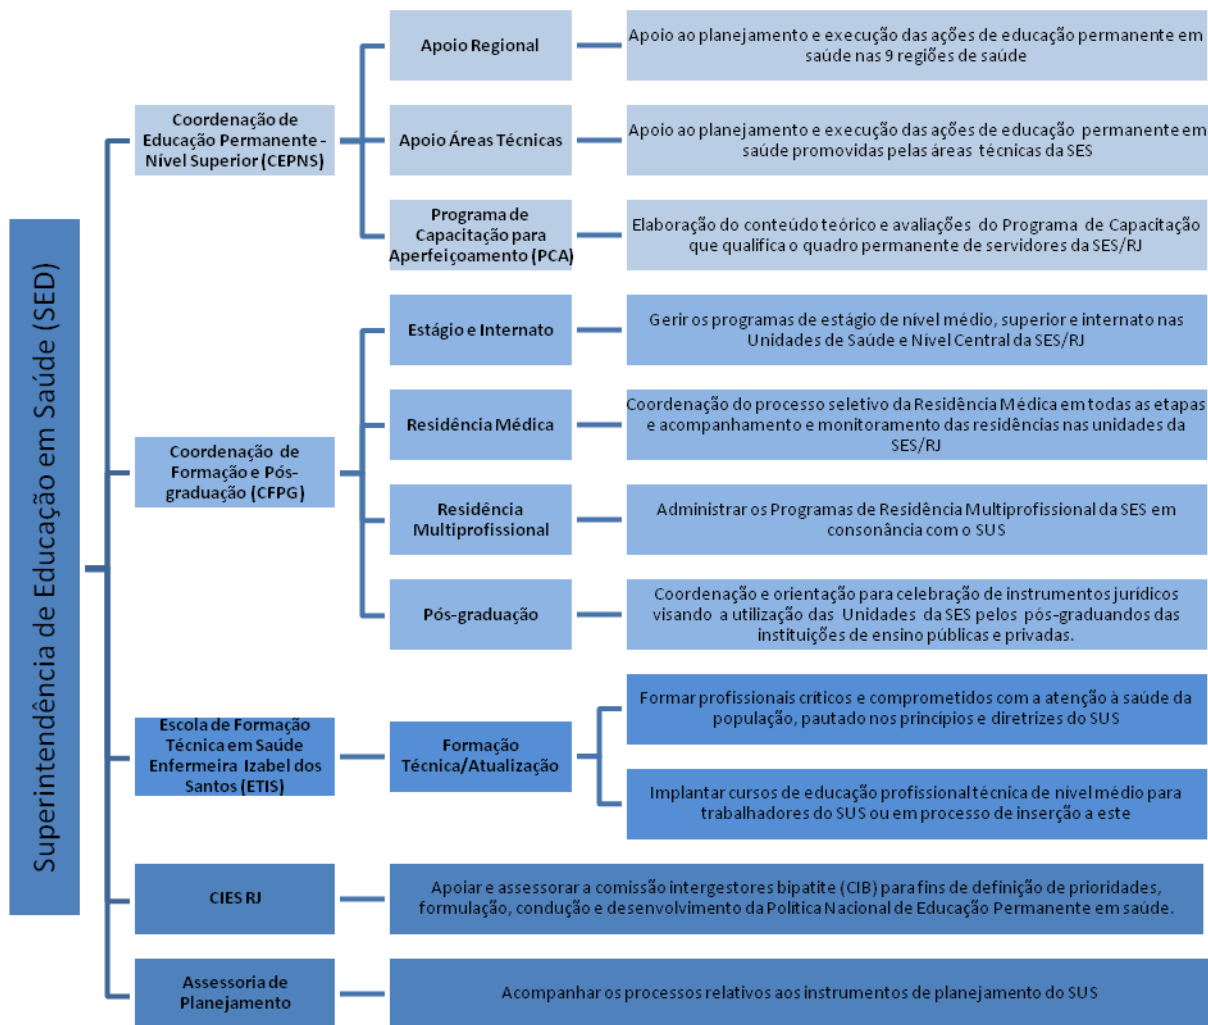 Superintendência de Educação em Saúde (SED)
Coordenação de
Educação Permanente -
Nível Superior (CEPNS)
Apoio Regional
Apoio ao planejamento e execução das ações de educação permanente em
saúde nas 9 regiões de saúde
Apoio Áreas Técnicas
Apoio ao planejamento e execução das ações de educação permanente em
saúde promovidas pelas áreas técnicas da SES
Programa de
Capacitação para
Aperfeiçoamento (PCA)
Elaboração do conteúdo teórico e avaliações do Programa de Capacitação
que qualifica o quadro permanente de servidores da SES/RJ
Coordenação de
Formação e Pós-
graduação (CFPG)
Estágio e Internato
Gerir os programas de estágio de nível médio, superior e internato nas
Unidades de Saúde e Nível Central da SES/RJ
Residência Médica
Coordenação do processo seletivo da Residência Médica em todas as etapas
e acompanhamento e monitoramento das residências nas unidades da
SES/RJ
Residência
Multiprofissional
Administrar os Programas de Residência Multiprofissional da SES em
consonância com o SUS
Pós-graduação
Coordenação e orientação para celebração de instrumentos jurídicos
visando a utilização das Unidades da SES pelos pós-graduandos das
instituições de ensino públicas e privadas.
Escola de Formação
Técnica em Saúde
Enfermeira Izabel dos
Santos (ETIS)
Formação
Técnica/Atualização
Formar profissionais críticos e comprometidos com a atenção à saúde da
população, pautado nos princípios e diretrizes do SUS
Implantar cursos de educação profissional técnica de nível médio para
trabalhadores do SUS ou em processo de inserção a este
CIES RJ
Apoiar e assessorar a comissão intergestores bipatite (CIB) para fins de definição de prioridades,
formulação, condução e desenvolvimento da Política Nacional de Educação Permanente em saúde.
Assessoria de
Planejamento
Acompanhar os processos relativos aos instrumentos de planejamento do SUS